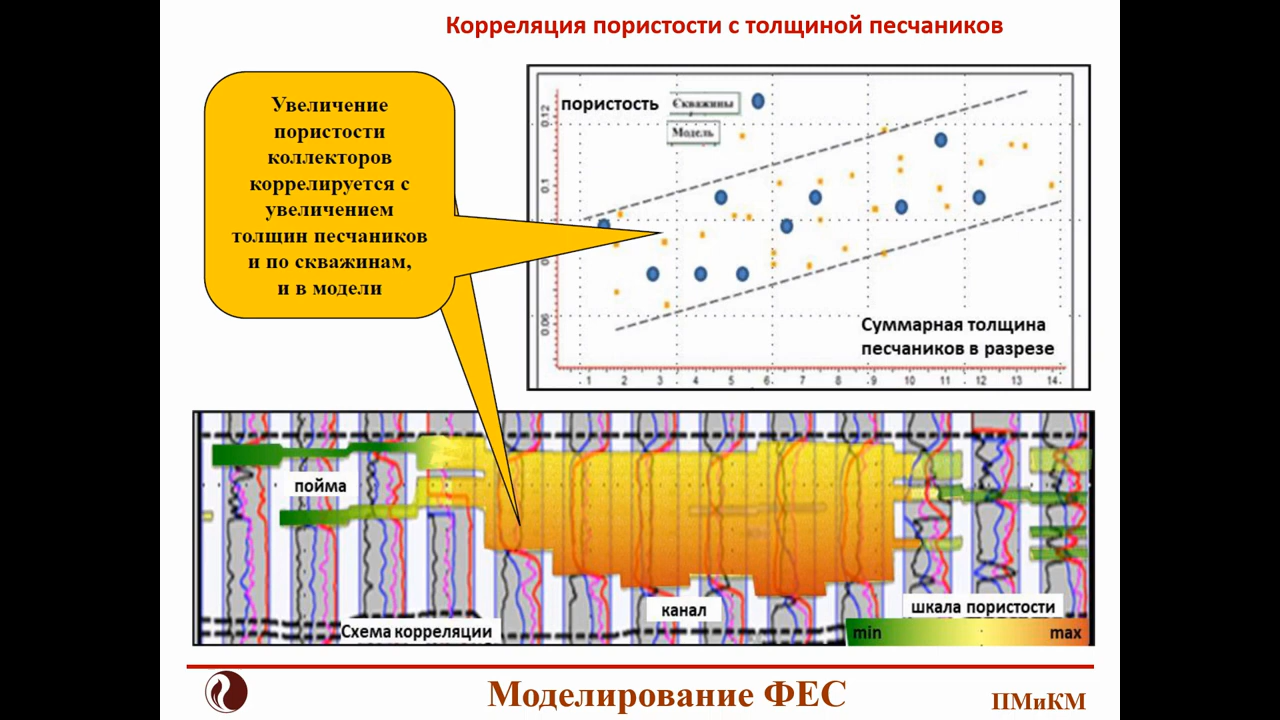 Корреляция пористости с толщиной песчаников
Увеличение
пористости
коллекторов
коррелируется с
увеличением
толщин песчаников
и по скважинам,
и в модели
пористость
Скважины
Модель
0.12
0.1
0.06
Суммарная толщина
песчаников в разрезе
1 2 3 4 5 6 7 8 9 10 11 12 13 14
пойма
канал
Схема корреляции
шкала пористости
min max
Моделирование ФЕС
ПМиКМ